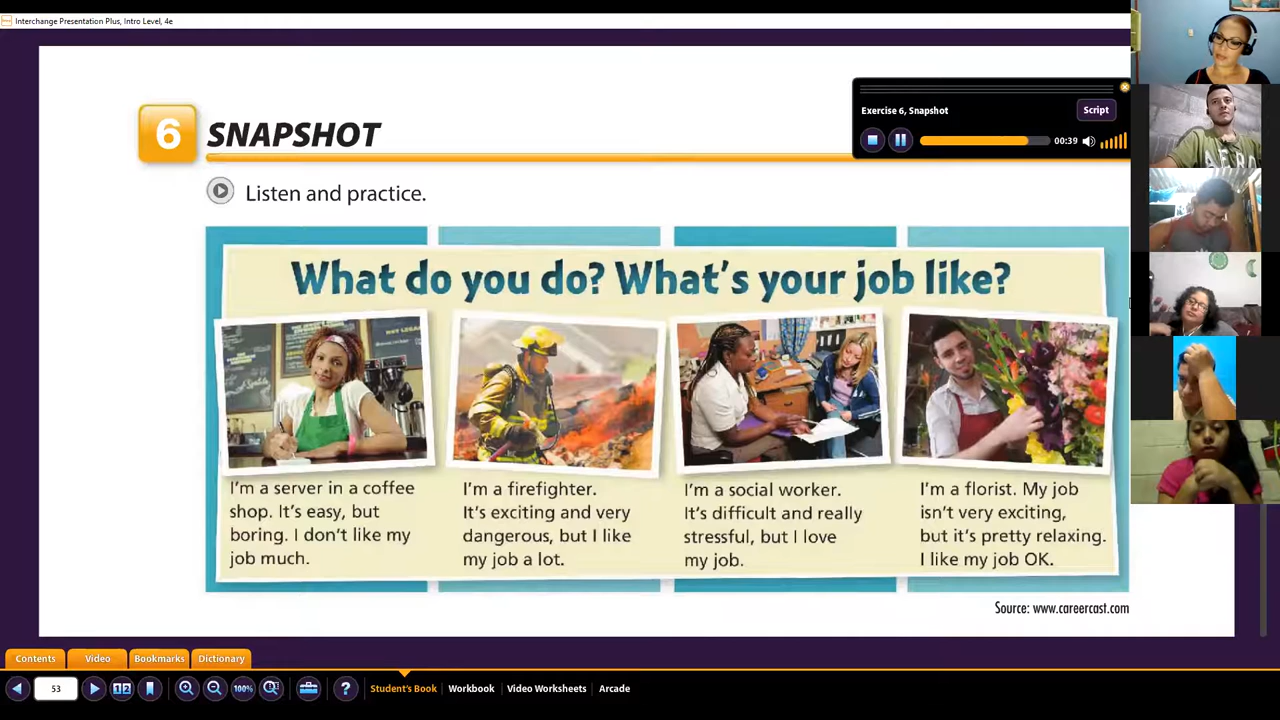 Interchange Presentation Plus, Intro Level, 4e
Exercise 6, Snapshot
Script
00:39
6 SNAPSHOT
Listen and practice.
What do you do? What's your job like?
I'm a server in a coffee
shop. It's easy, but
boring. I don't like my
job much.
I'm a firefighter.
It's exciting and very
dangerous, but I like
my job a lot.
I'm a social worker.
It's difficult and really
stressful, but I love
my job.
I'm a florist. My job
isn't very exciting,
but it's pretty relaxing.
I like my job OK.
Source: www.careercast.com
Contents Video Bookmarks Dictionary
53 12 100% ? Student's Book Workbook Video Worksheets Arcade